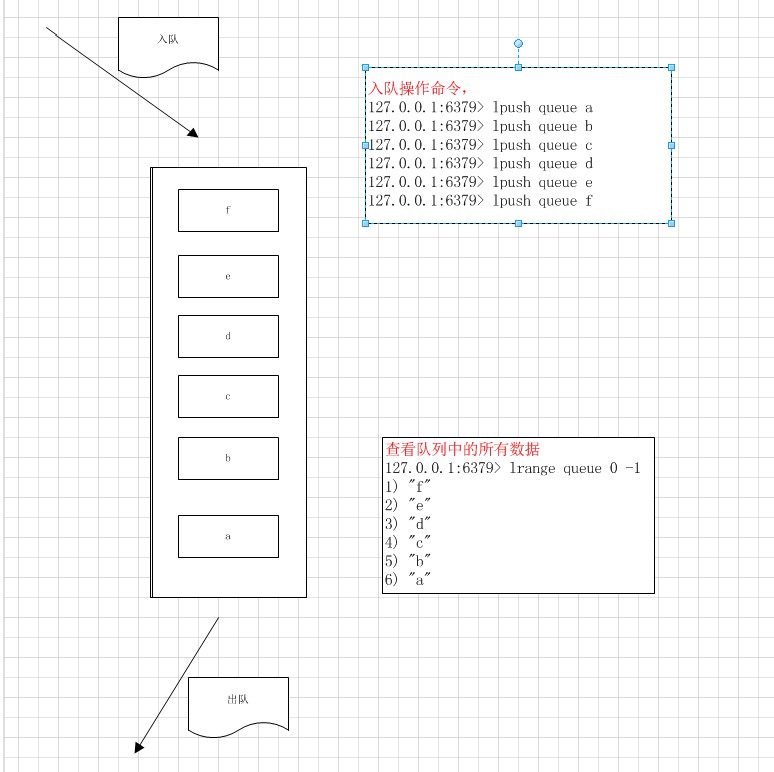 入队
入队操作命令，
127.0.0.1:6379> lpush queue a
127.0.0.1:6379> lpush queue b
127.0.0.1:6379> lpush queue c
127.0.0.1:6379> lpush queue d
127.0.0.1:6379> lpush queue e
127.0.0.1:6379> lpush queue f
f
e
d
c
b
a
查看队列中的所有数据
127.0.0.1:6379> lrange queue 0 -1
1) "f"
2) "e"
3) "d"
4) "c"
5) "b"
6) "a"
出队